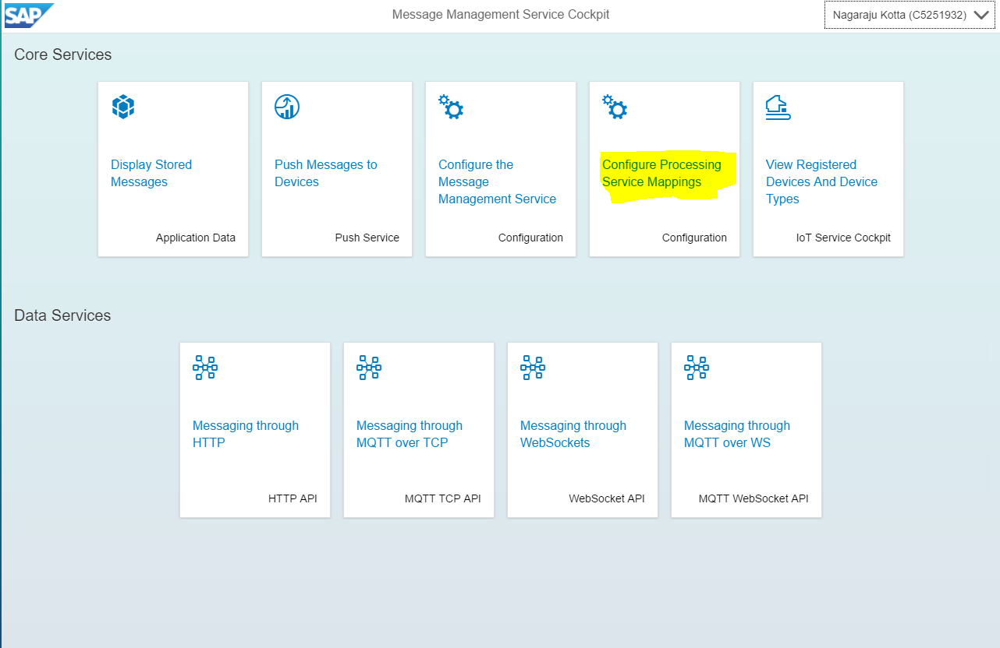 SAP
Message Management Service Cockpit
Nagaraju Kotta (C5251932)
Core Services
Display Stored
Messages
Application Data
Push Messages to
Devices
Push Service
Configure the
Message
Management Service
Configuration
Configure Processing
Service Mappings
Configuration
View Registered
Devices And Device
Types
IoT Service Cockpit
Data Services
Messaging through
HTTP
HTTP API
Messaging through
MQTT over TCP
MQTT TCP API
Messaging through
WebSockets
WebSocket API
Messaging through
MQTT over WS
MQTT WebSocket API